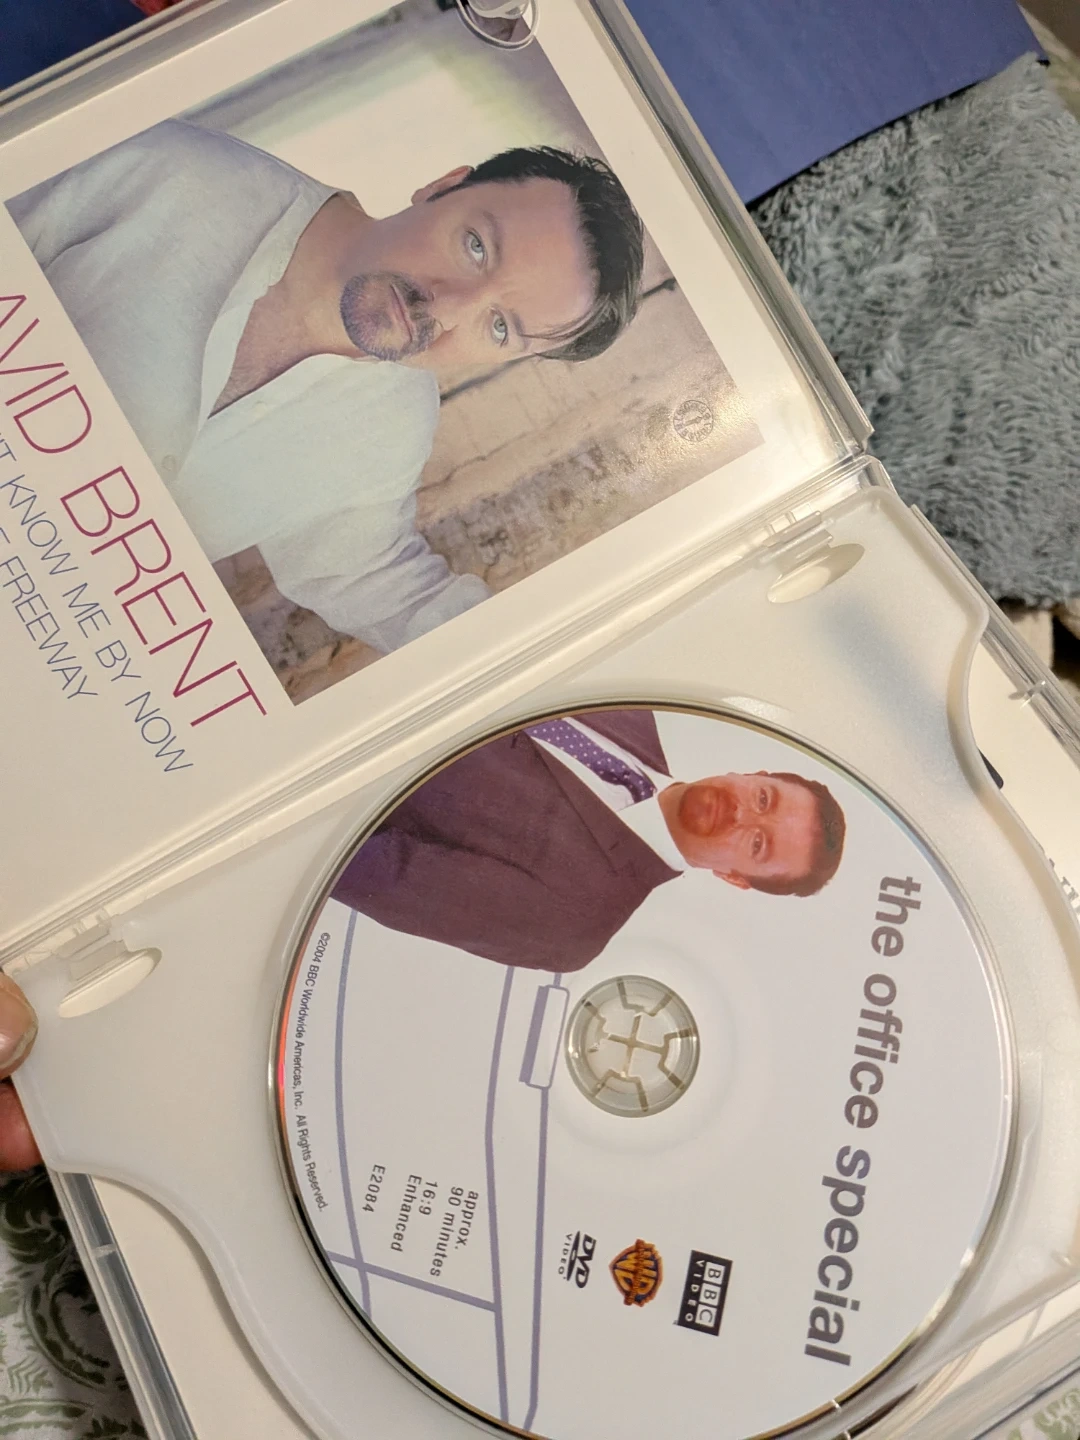 DAVID BRENT
KNOW ME BY NOW
FREEWAY
the office special
BBC
VIDEO
DVD
VIDEO
approx.
90 minutes
16:9
Enhanced
E2084
©2004 BBC Worldwide Americas, Inc. All Rights Reserved.